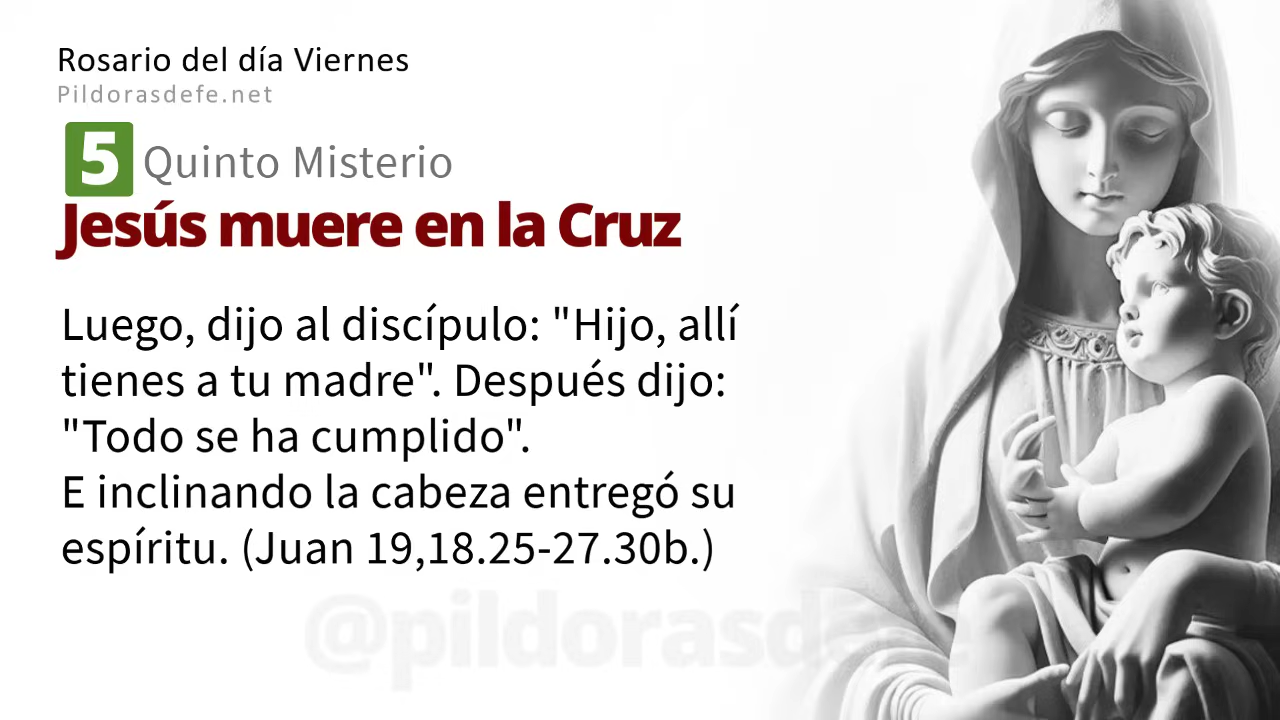 Rosario del día Viernes
Pildorasdefe.net
5 Quinto Misterio
Jesús muere en la Cruz
Luego, dijo al discípulo: "Hijo, allí
tienes a tu madre". Después dijo:
"Todo se ha cumplido".
E inclinando la cabeza entregó su
espíritu. (Juan 19,18.25-27.30b.)
@pildorasdefe